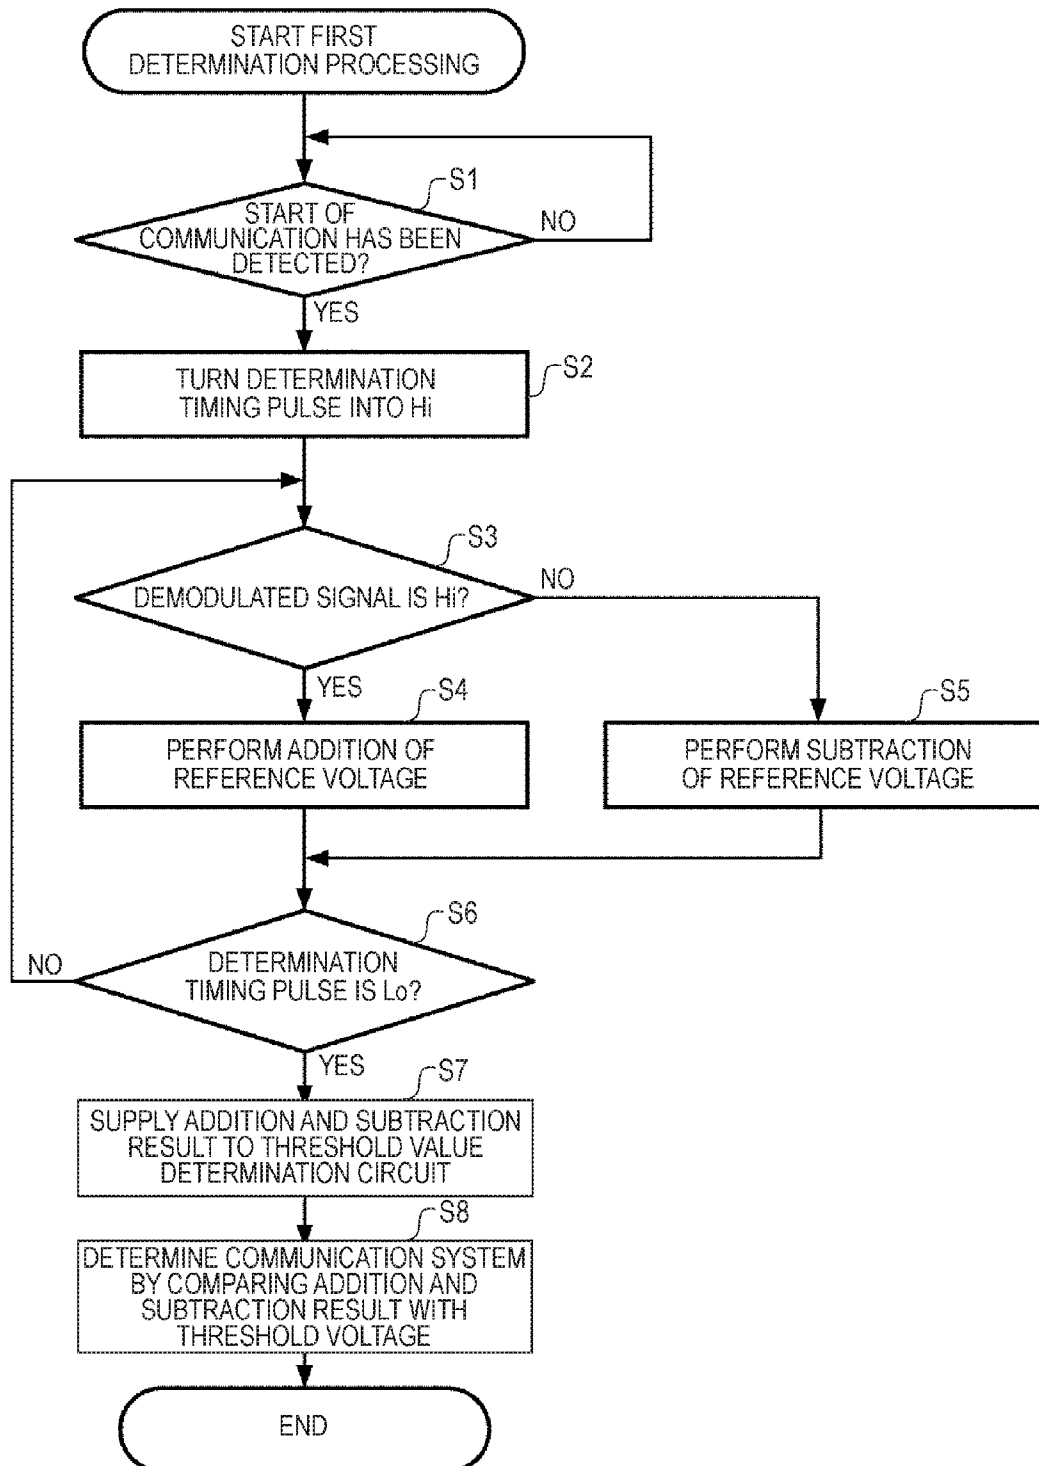 START FIRST
DETERMINATION PROCESSING
S1
START OF
COMMUNICATION HAS BEEN
DETECTED?
NO
YES
S2
TURN DETERMINATION
TIMING PULSE INTO Hi
S3
DEMODULATED SIGNAL IS Hi?
NO
YES
S4
PERFORM ADDITION OF
REFERENCE VOLTAGE
S5
PERFORM SUBTRACTION
OF REFERENCE VOLTAGE
S6
DETERMINATION
TIMING PULSE IS Lo?
NO
YES
S7
SUPPLY ADDITION AND SUBTRACTION
RESULT TO THRESHOLD VALUE
DETERMINATION CIRCUIT
S8
DETERMINE COMMUNICATION SYSTEM
BY COMPARING ADDITION AND
SUBTRACTION RESULT WITH
THRESHOLD VOLTAGE
END